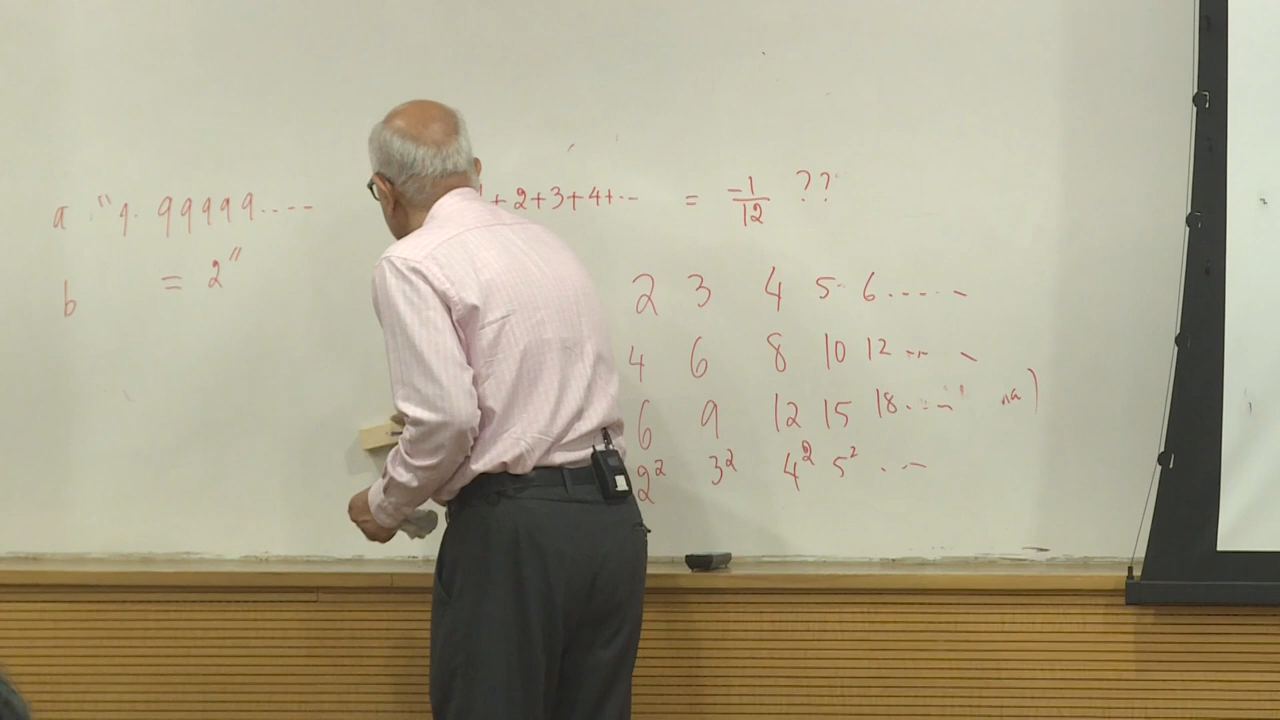 a "1.99999....
b = 2"
1+2+3+4+... = -1/12 ??
2 3 4 5 6.....
4 6 8 10 12 ....
6 9 12 15 18.....
2² 3² 4² 5² ...